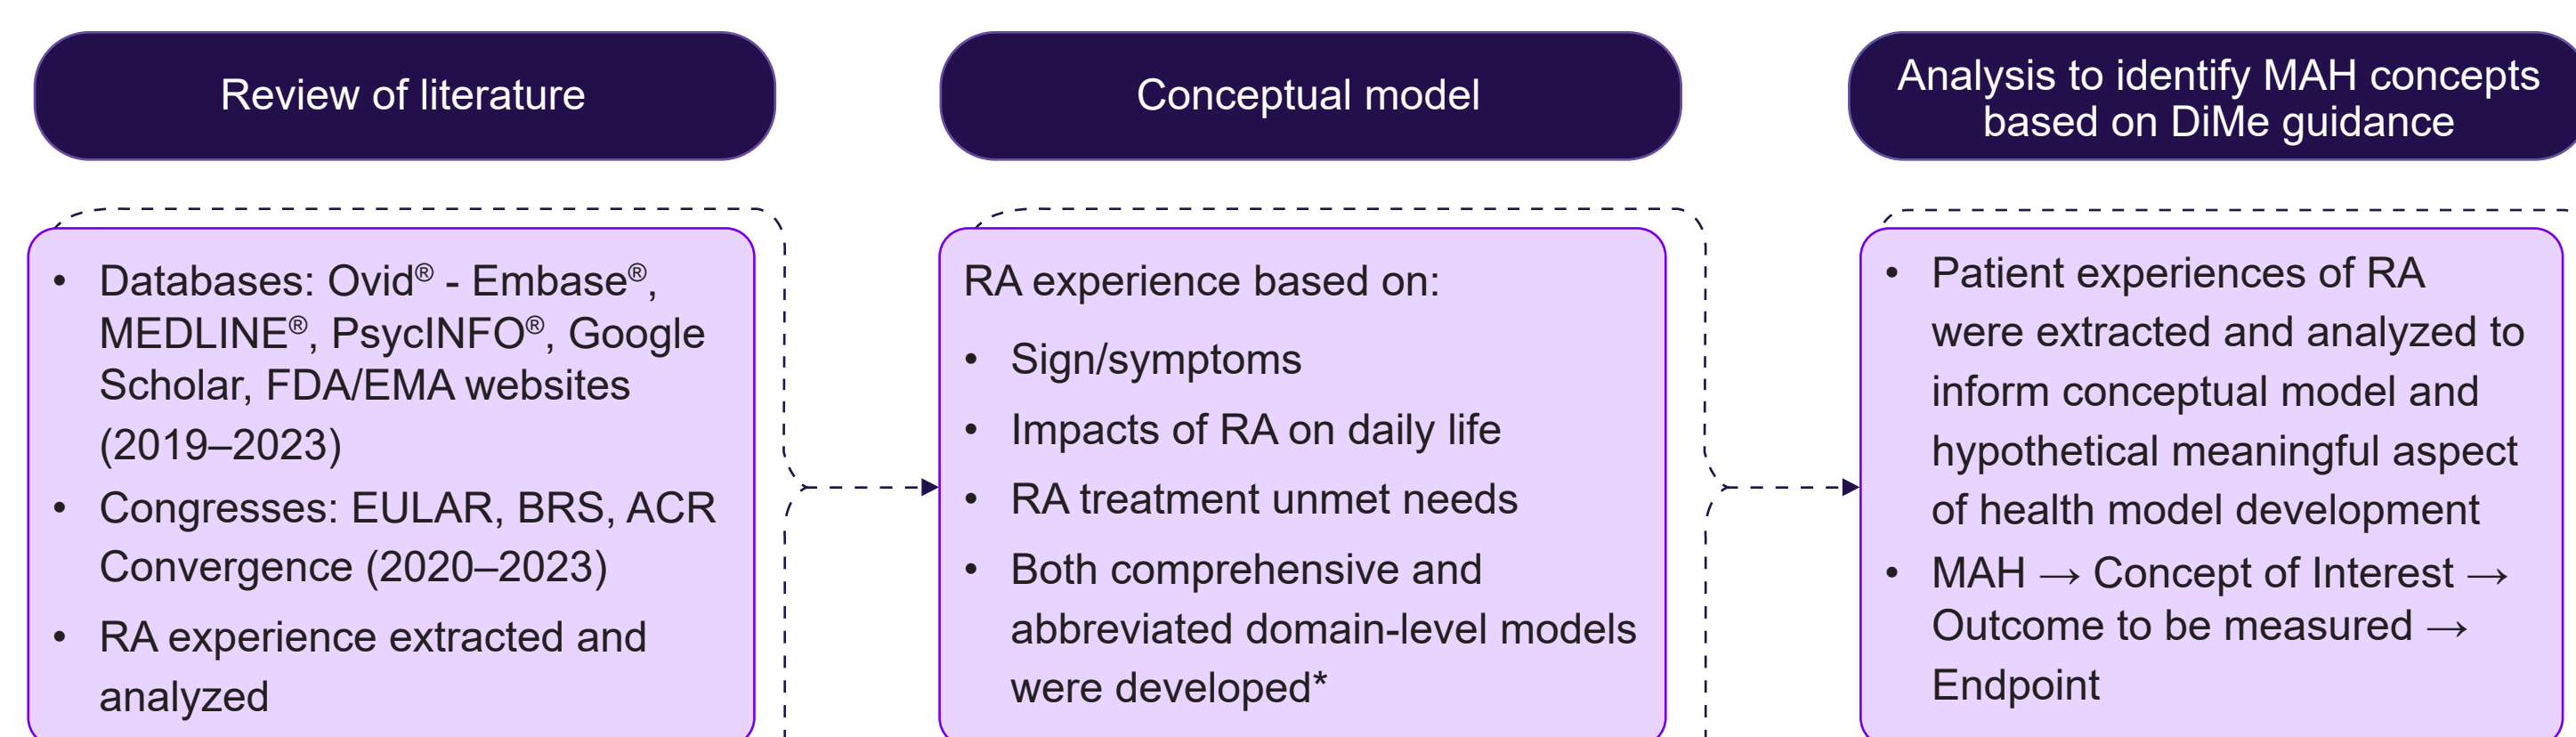 Review of literature
• Databases: Ovid® - Embase®,
MEDLINE®, PsycINFO®, Google
Scholar, FDA/EMA websites
(2019–2023)
• Congresses: EULAR, BRS, ACR
Convergence (2020–2023)
• RA experience extracted and
analyzed
Conceptual model
RA experience based on:
• Sign/symptoms
• Impacts of RA on daily life
• RA treatment unmet needs
• Both comprehensive and
abbreviated domain-level models
were developed*
Analysis to identify MAH concepts
based on DiMe guidance
• Patient experiences of RA
were extracted and analyzed to
inform conceptual model and
hypothetical meaningful aspect
of health model development
• MAH → Concept of Interest →
Outcome to be measured →
Endpoint